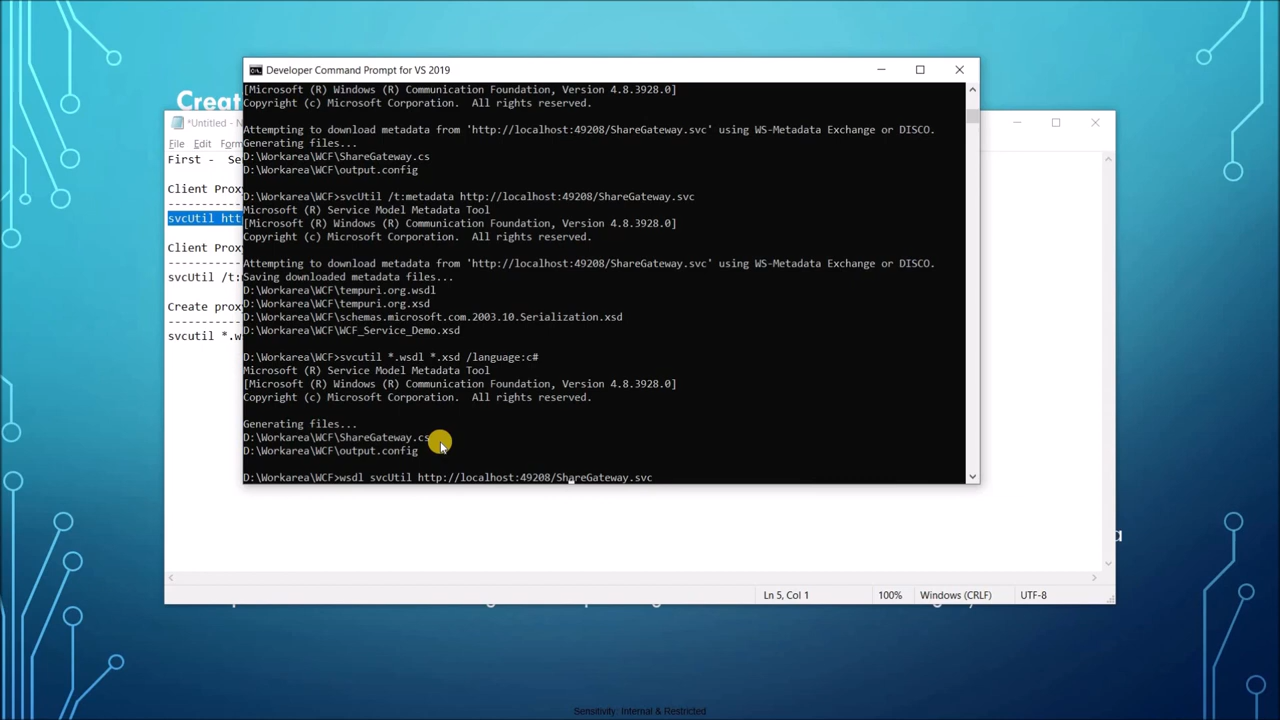 Developer Command Prompt for VS 2019
[Microsoft (R) Windows (R) Communication Foundation, Version 4.8.3928.0]
Copyright (c) Microsoft Corporation.  All rights reserved.
Attempting to download metadata from 'http://localhost:49208/ShareGateway.svc' using WS-Metadata Exchange or DISCO.
Generating files...
D:\Workarea\WCF\ShareGateway.cs
D:\Workarea\WCF\output.config
D:\Workarea\WCF>svcUtil /t:metadata http://localhost:49208/ShareGateway.svc
Microsoft (R) Service Model Metadata Tool
[Microsoft (R) Windows (R) Communication Foundation, Version 4.8.3928.0]
Copyright (c) Microsoft Corporation.  All rights reserved.
Attempting to download metadata from 'http://localhost:49208/ShareGateway.svc' using WS-Metadata Exchange or DISCO.
Saving downloaded metadata files...
D:\Workarea\WCF\tempuri.org.wsdl
D:\Workarea\WCF\tempuri.org.xsd
D:\Workarea\WCF\schemas.microsoft.com.2003.10.Serialization.xsd
D:\Workarea\WCF\WCF_Service_Demo.xsd
D:\Workarea\WCF>svcutil *.wsdl *.xsd /language:c#
Microsoft (R) Service Model Metadata Tool
[Microsoft (R) Windows (R) Communication Foundation, Version 4.8.3928.0]
Copyright (c) Microsoft Corporation.  All rights reserved.
Generating files...
D:\Workarea\WCF\ShareGateway.cs
D:\Workarea\WCF\output.config
D:\Workarea\WCF>wsdl svcUtil http://localhost:49208/ShareGateway.svc
Creat
*Untitled - N
File Edit Form
First -  Se
Client Prox
-----------
svcUtil htt
Client Prox
-----------
svcUtil /t:
Create prox
-----------
svcutil *.w
Ln 5, Col 1
100%
Windows (CRLF)
UTF-8
Sensitivity: Internal & Restricted